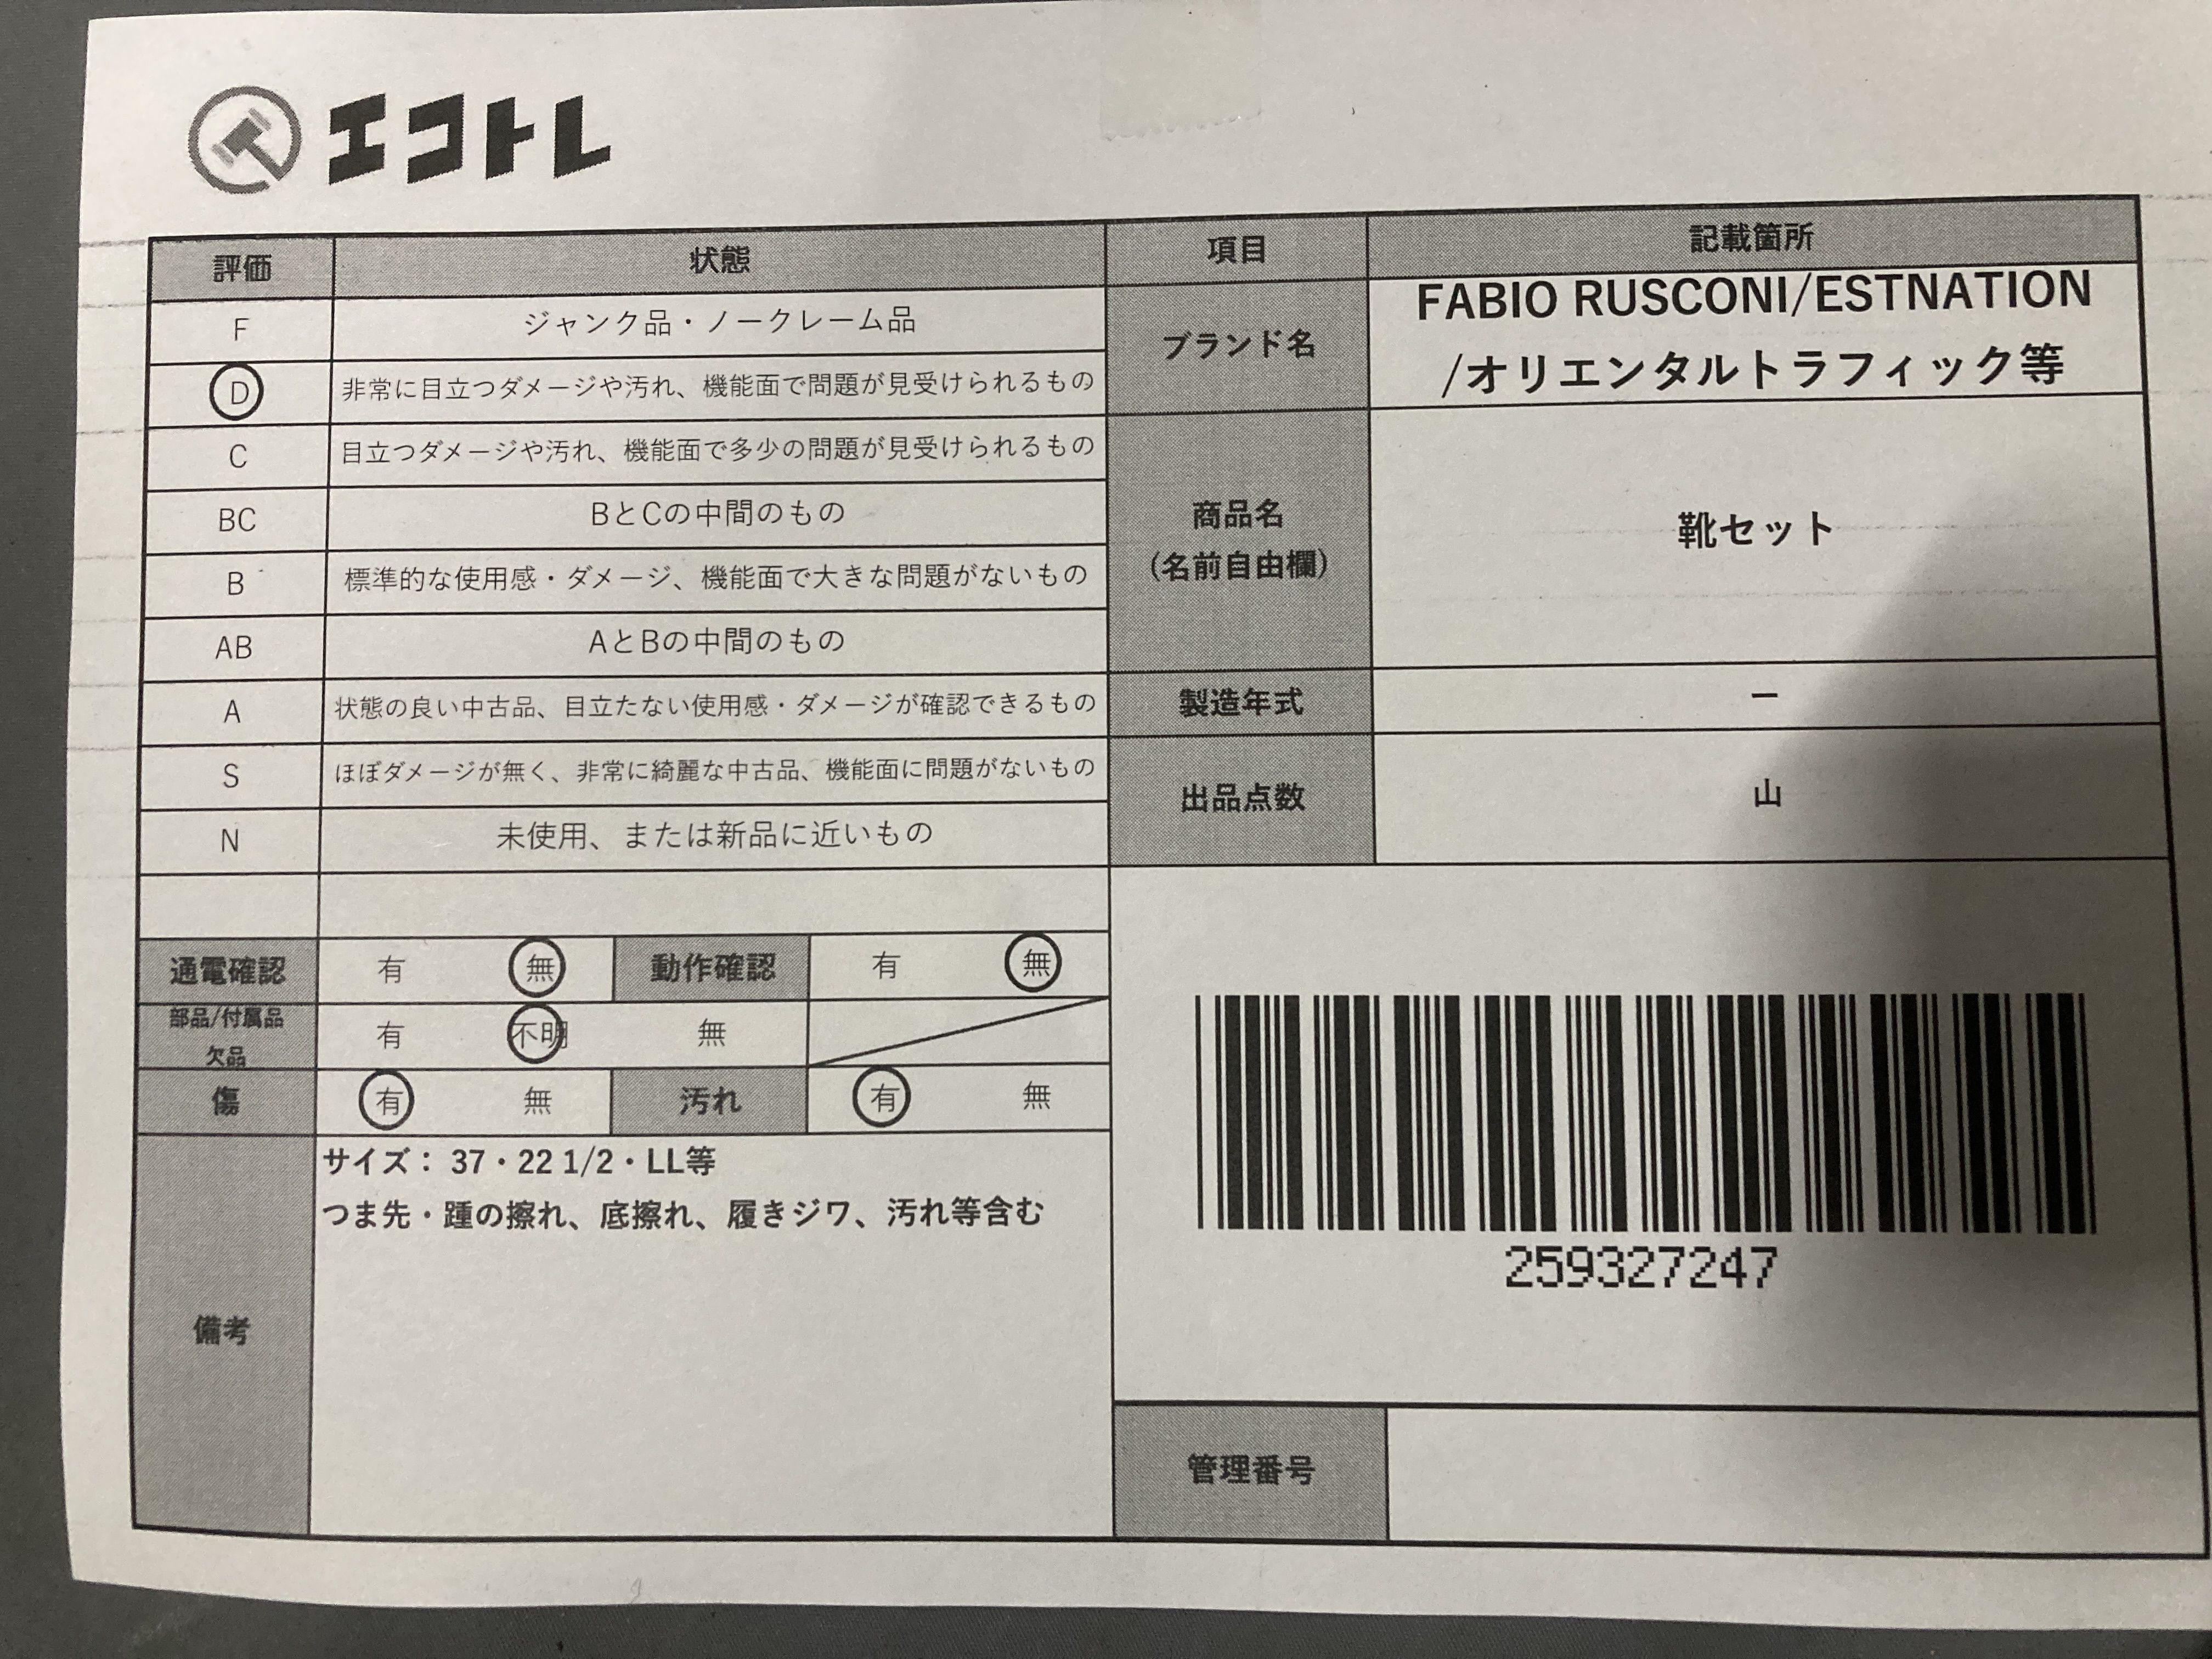 エコトレ
評価 状態 項目 記載箇所
F ジャンク品・ノークレーム品
D 非常に目立つダメージや汚れ、機能面で問題が見受けられるもの
C 目立つダメージや汚れ、機能面で多少の問題が見受けられるもの
BC BとCの中間のもの
B 標準的な使用感・ダメージ、機能面で大きな問題がないもの
AB AとBの中間のもの
A 状態の良い中古品、目立たない使用感・ダメージが確認できるもの
S ほぼダメージが無く、非常に綺麗な中古品、機能面に問題がないもの
N 未使用、または新品に近いもの
ブランド名 FABIO RUSCONI/ESTNATION
/オリエンタルトラフィック等
商品名
(名前自由欄)
靴セット
製造年式 ー
出品点数 山
通電確認 有 無 動作確認 有 無
部品/付属品
欠品
有 不明 無
傷 有 無 汚れ 有 無
備考
サイズ： 37・22 1/2・LL等
つま先・踵の擦れ、底擦れ、履きジワ、汚れ等含む
259327247
管理番号